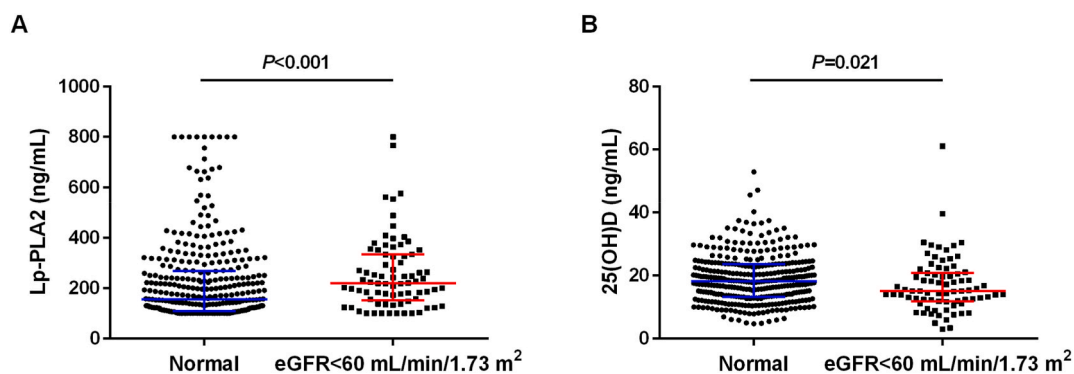 A
P<0.001
1000
800
600
400
200
0
Lp-PLA2 (ng/mL)
Normal
eGFR<60 mL/min/1.73 m²
B
P=0.021
80
60
40
20
0
25(OH)D (ng/mL)
Normal
eGFR<60 mL/min/1.73 m²